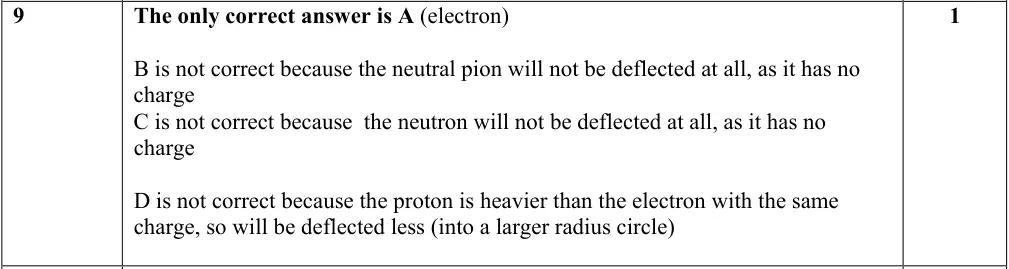 9
The only correct answer is A (electron)
1
B is not correct because the neutral pion will not be deflected at all, as it has no
charge
C is not correct because  the neutron will not be deflected at all, as it has no
charge
D is not correct because the proton is heavier than the electron with the same
charge, so will be deflected less (into a larger radius circle)